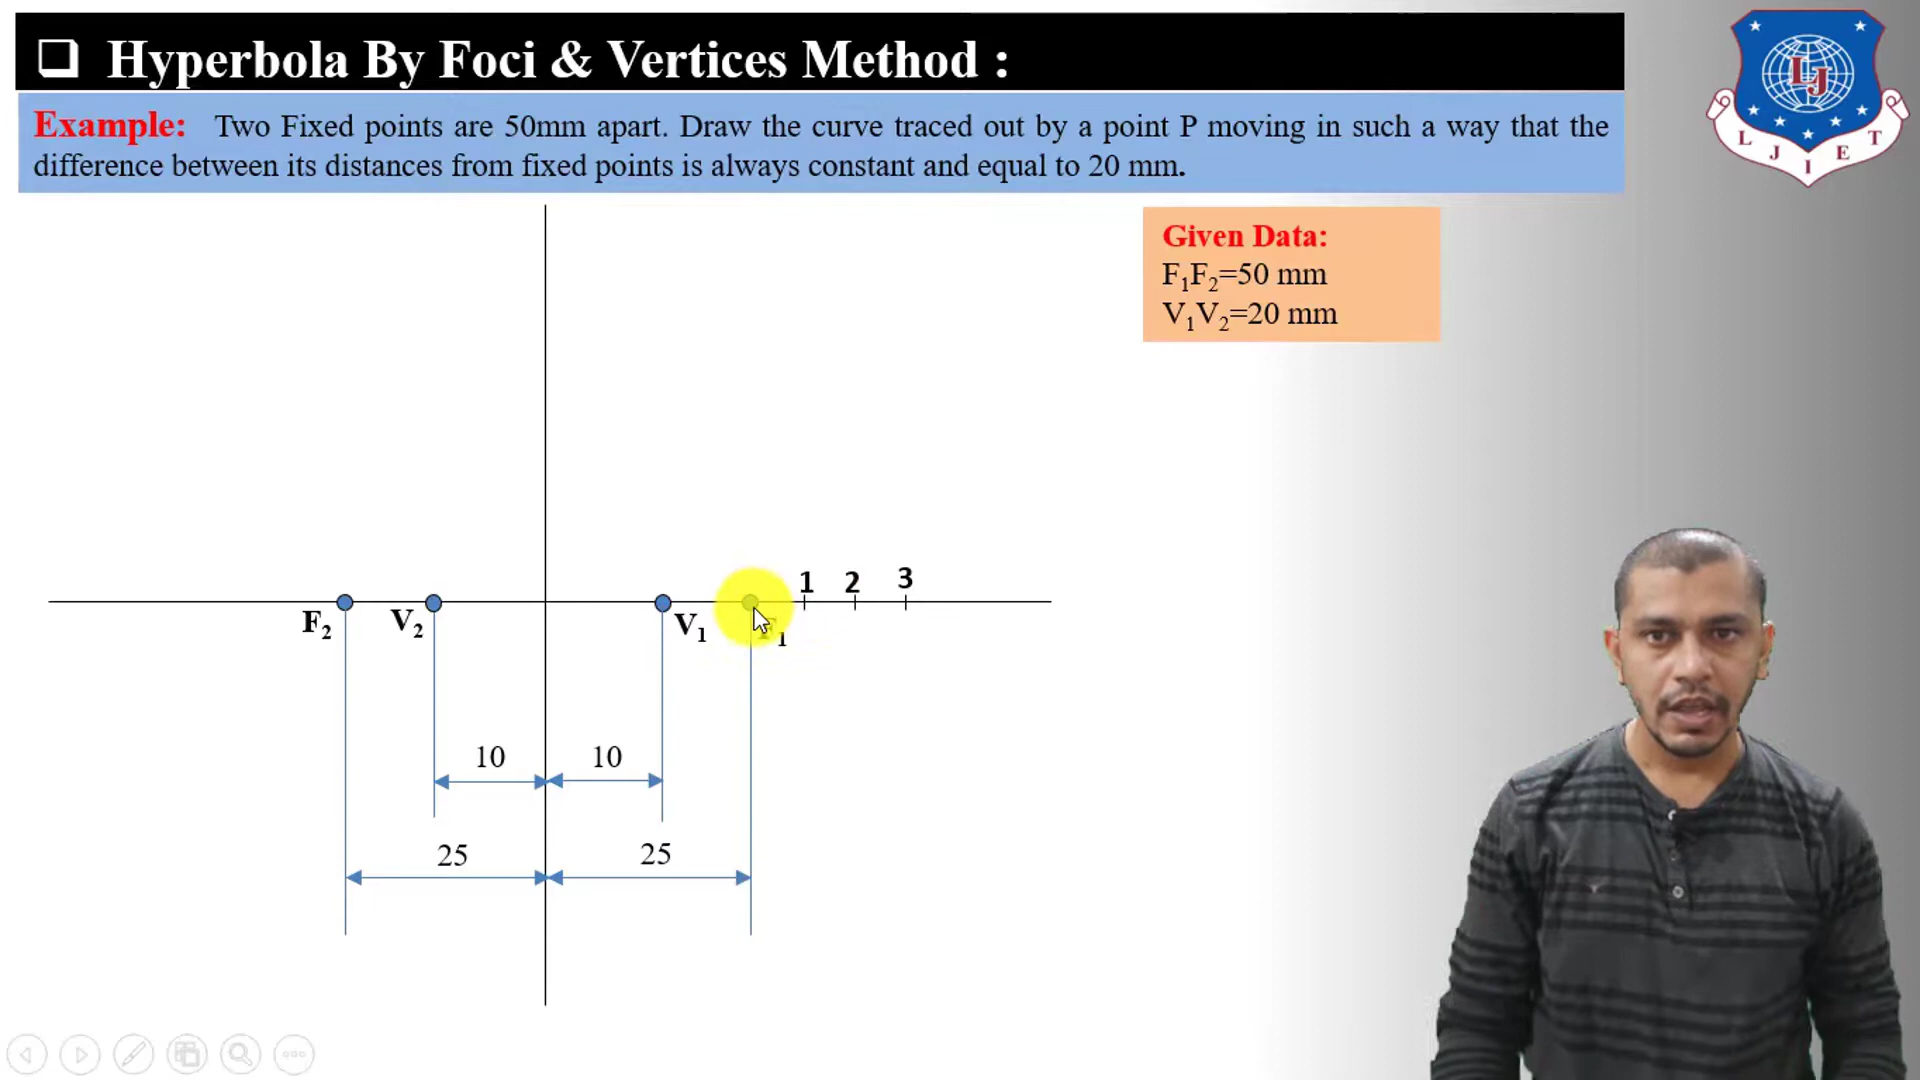 ❑ Hyperbola By Foci & Vertices Method :
Example: Two Fixed points are 50mm apart. Draw the curve traced out by a point P moving in such a way that the
difference between its distances from fixed points is always constant and equal to 20 mm.
LJ
L J I E T
Given Data:
F₁F₂=50 mm
V₁V₂=20 mm
1 2 3
F₂ V₂ V₁ F₁
10 10
25 25